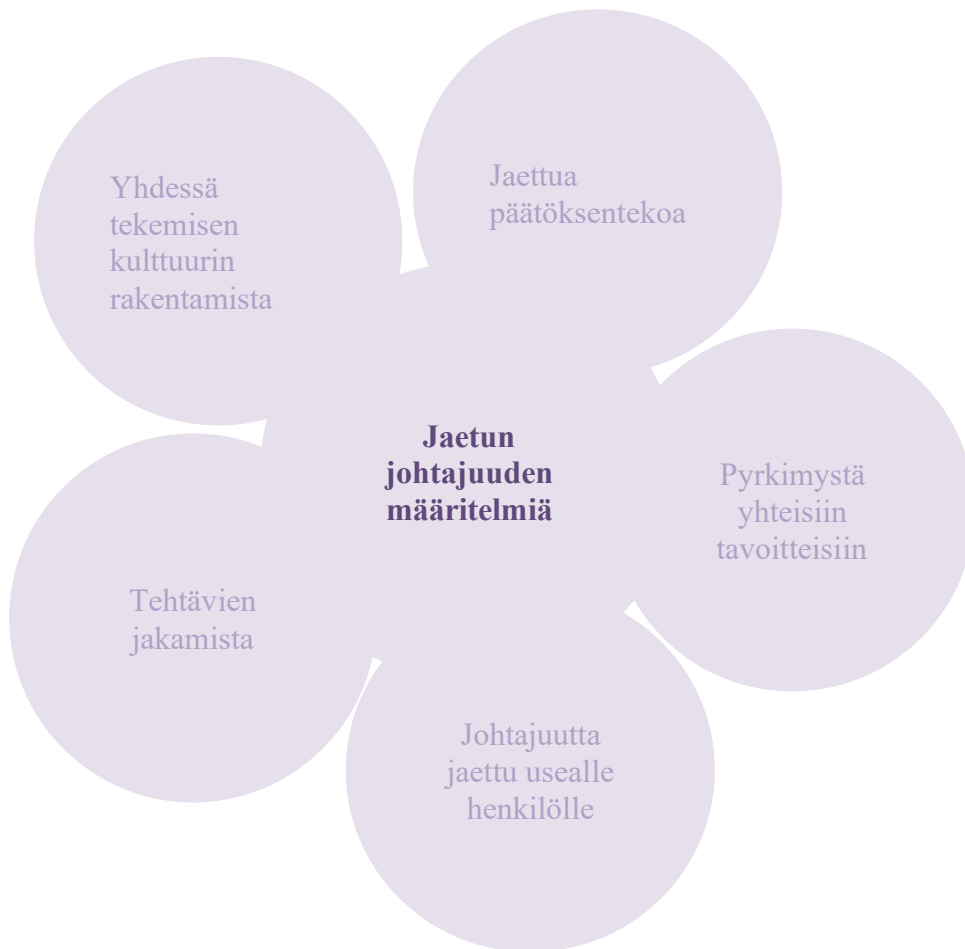 Yhdessä
tekemisen
kulttuurin
rakentamista
Jaettua
päätöksentekoa
Jaetun
johtajuuden
määritelmiä
Pyrkimystä
yhteisiin
tavoitteisiin
Tehtävien
jakamista
Johtajuutta
jaettu usealle
henkilölle